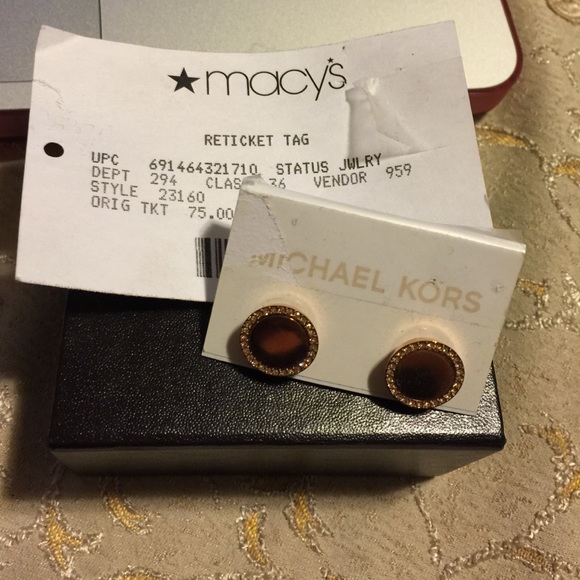 ★macy's
RETICKET TAG
UPC 691464321710 STATUS JWLRY
DEPT 294 CLASS 36 VENDOR 959
STYLE 23160
ORIG TKT 75.00
MICHAEL KORS